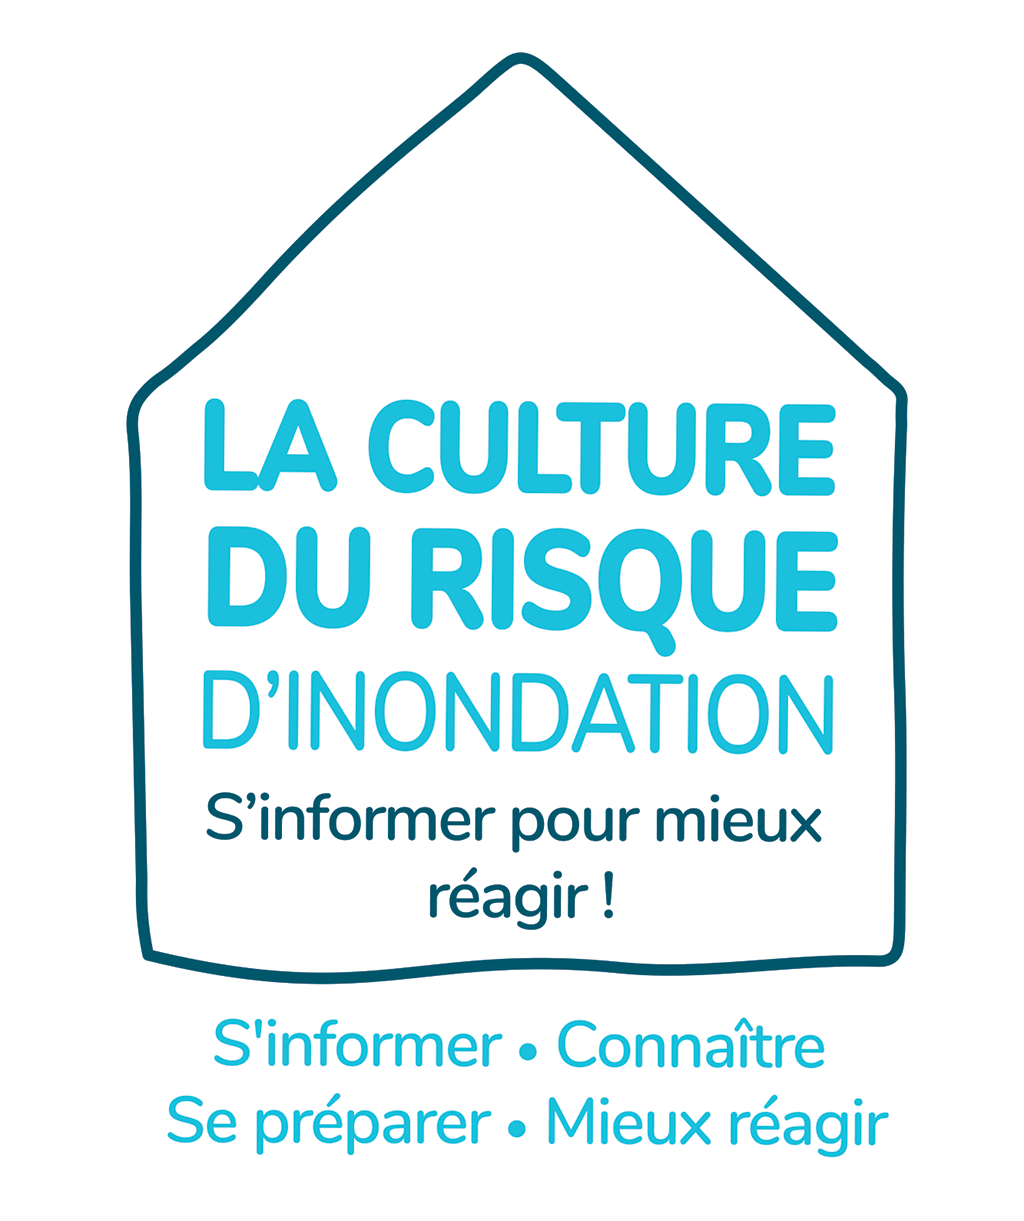 LA CULTURE
DU RISQUE
D’INONDATION
S’informer pour mieux
réagir !
S'informer • Connaître
Se préparer • Mieux réagir